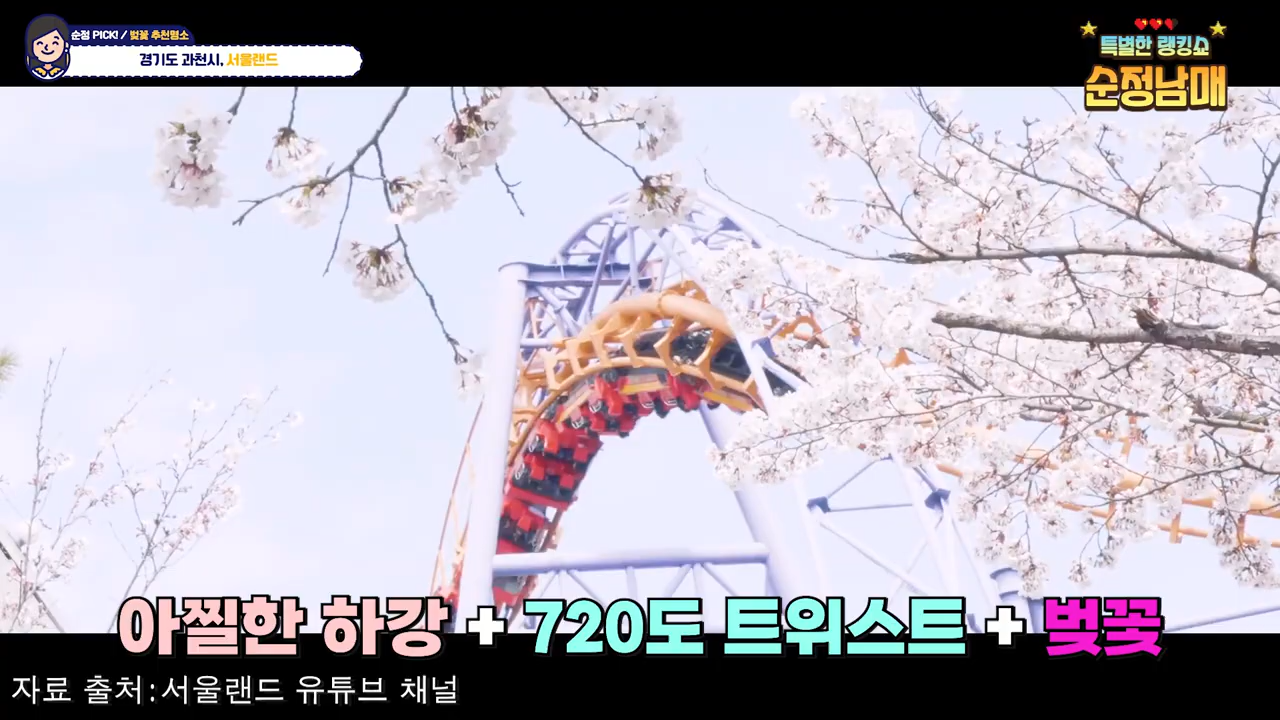 순정 PICK! / 벚꽃 추천명소
경기도 과천시, 서울랜드
특별한 랭킹쇼
순정남매
아찔한 하강 + 720도 트위스트 + 벚꽃
자료 출처:서울랜드 유튜브 채널